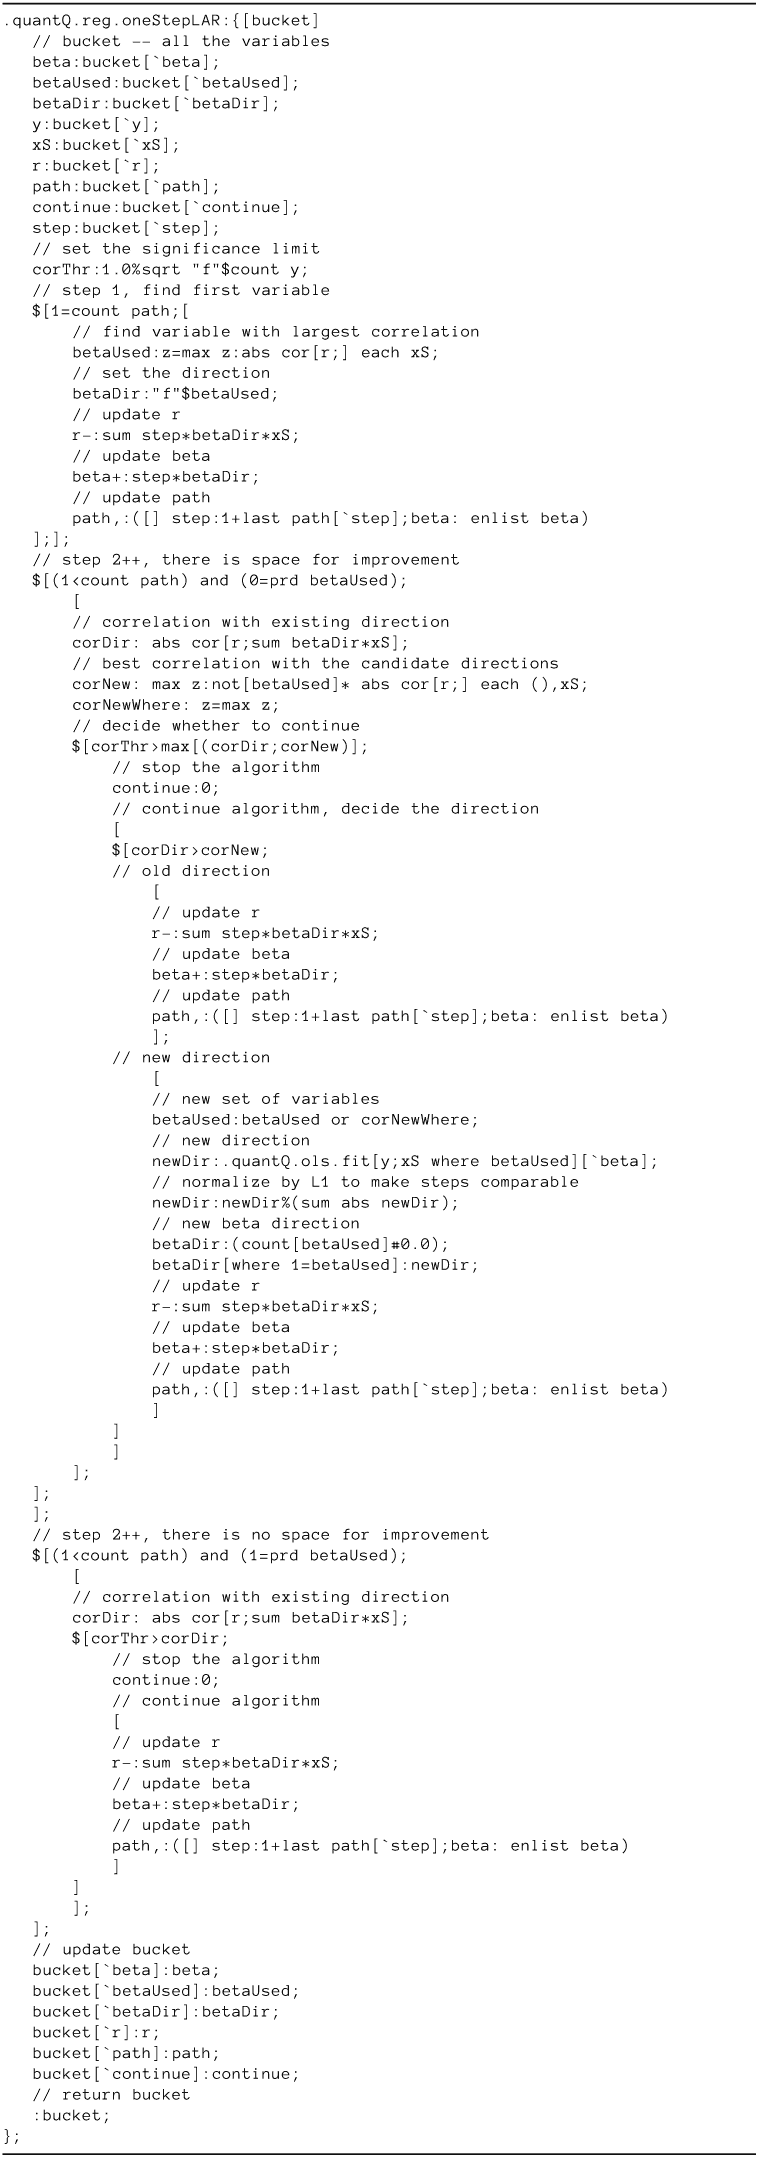 .quantQ.reg.oneStepLAR:{[bucket]
// bucket -- all the variables
beta:bucket[`beta];
betaUsed:bucket[`betaUsed];
betaDir:bucket[`betaDir];
y:bucket[`y];
xS:bucket[`xS];
r:bucket[`r];
path:bucket[`path];
continue:bucket[`continue];
step:bucket[`step];
// set the significance limit
corThr:1.0%sqrt "f"$count y;
// step 1, find first variable
$[1=count path;[
// find variable with largest correlation
betaUsed:z=max z:abs cor[r;] each xS;
// set the direction
betaDir:"f"$betaUsed;
// update r
r-:sum step*betaDir*xS;
// update beta
beta+:step*betaDir;
// update path
path,:([] step:1+last path[`step];beta: enlist beta)
];];
// step 2++, there is space for improvement
$[(1<count path) and (0=prd betaUsed);
[
// correlation with existing direction
corDir: abs cor[r;sum betaDir*xS];
// best correlation with the candidate directions
corNew: max z:not[betaUsed]* abs cor[r;] each (),xS;
corNewWhere: z=max z;
// decide whether to continue
$[corThr>max[(corDir;corNew)];
// stop the algorithm
continue:0;
// continue algorithm, decide the direction
[
$[corDir>corNew;
// old direction
[
// update r
r-:sum step*betaDir*xS;
// update beta
beta+:step*betaDir;
// update path
path,:([] step:1+last path[`step];beta: enlist beta)
];
// new direction
[
// new set of variables
betaUsed:betaUsed or corNewWhere;
// new direction
newDir:.quantQ.ols.fit[y;xS where betaUsed][`beta];
// normalize by L1 to make steps comparable
newDir:newDir%(sum abs newDir);
// new beta direction
betaDir:(count[betaUsed]#0.0);
betaDir[where 1=betaUsed]:newDir;
// update r
r-:sum step*betaDir*xS;
// update beta
beta+:step*betaDir;
// update path
path,:([] step:1+last path[`step];beta: enlist beta)
]
]
]
];
];
];
// step 2++, there is no space for improvement
$[(1<count path) and (1=prd betaUsed);
[
// correlation with existing direction
corDir: abs cor[r;sum betaDir*xS];
$[corThr>corDir;
// stop the algorithm
continue:0;
// continue algorithm
[
// update r
r-:sum step*betaDir*xS;
// update beta
beta+:step*betaDir;
// update path
path,:([] step:1+last path[`step];beta: enlist beta)
]
]
];
];
// update bucket
bucket[`beta]:beta;
bucket[`betaUsed]:betaUsed;
bucket[`betaDir]:betaDir;
bucket[`r]:r;
bucket[`path]:path;
bucket[`continue]:continue;
// return bucket
:bucket;
};